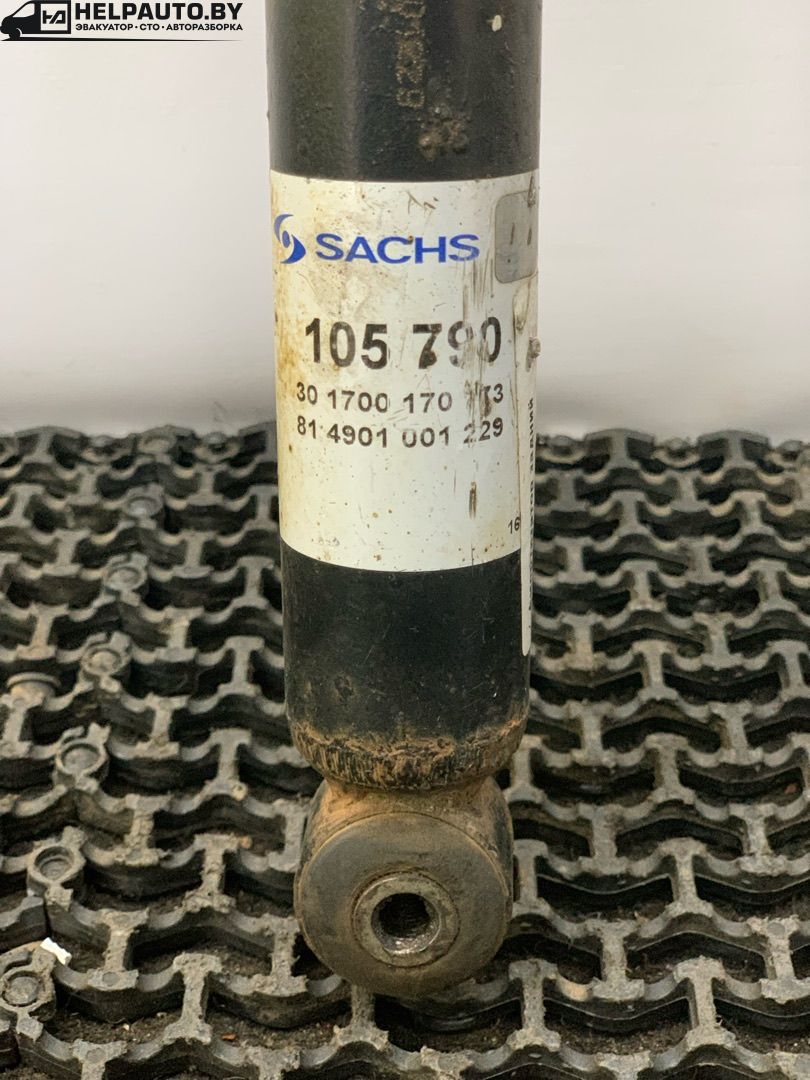 HELPAUTO.BY
ЭВАКУАТОР • СТО • АВТОРАЗБОРКА
SACHS
105 790
30 1700 170
81 4901 001 229
16